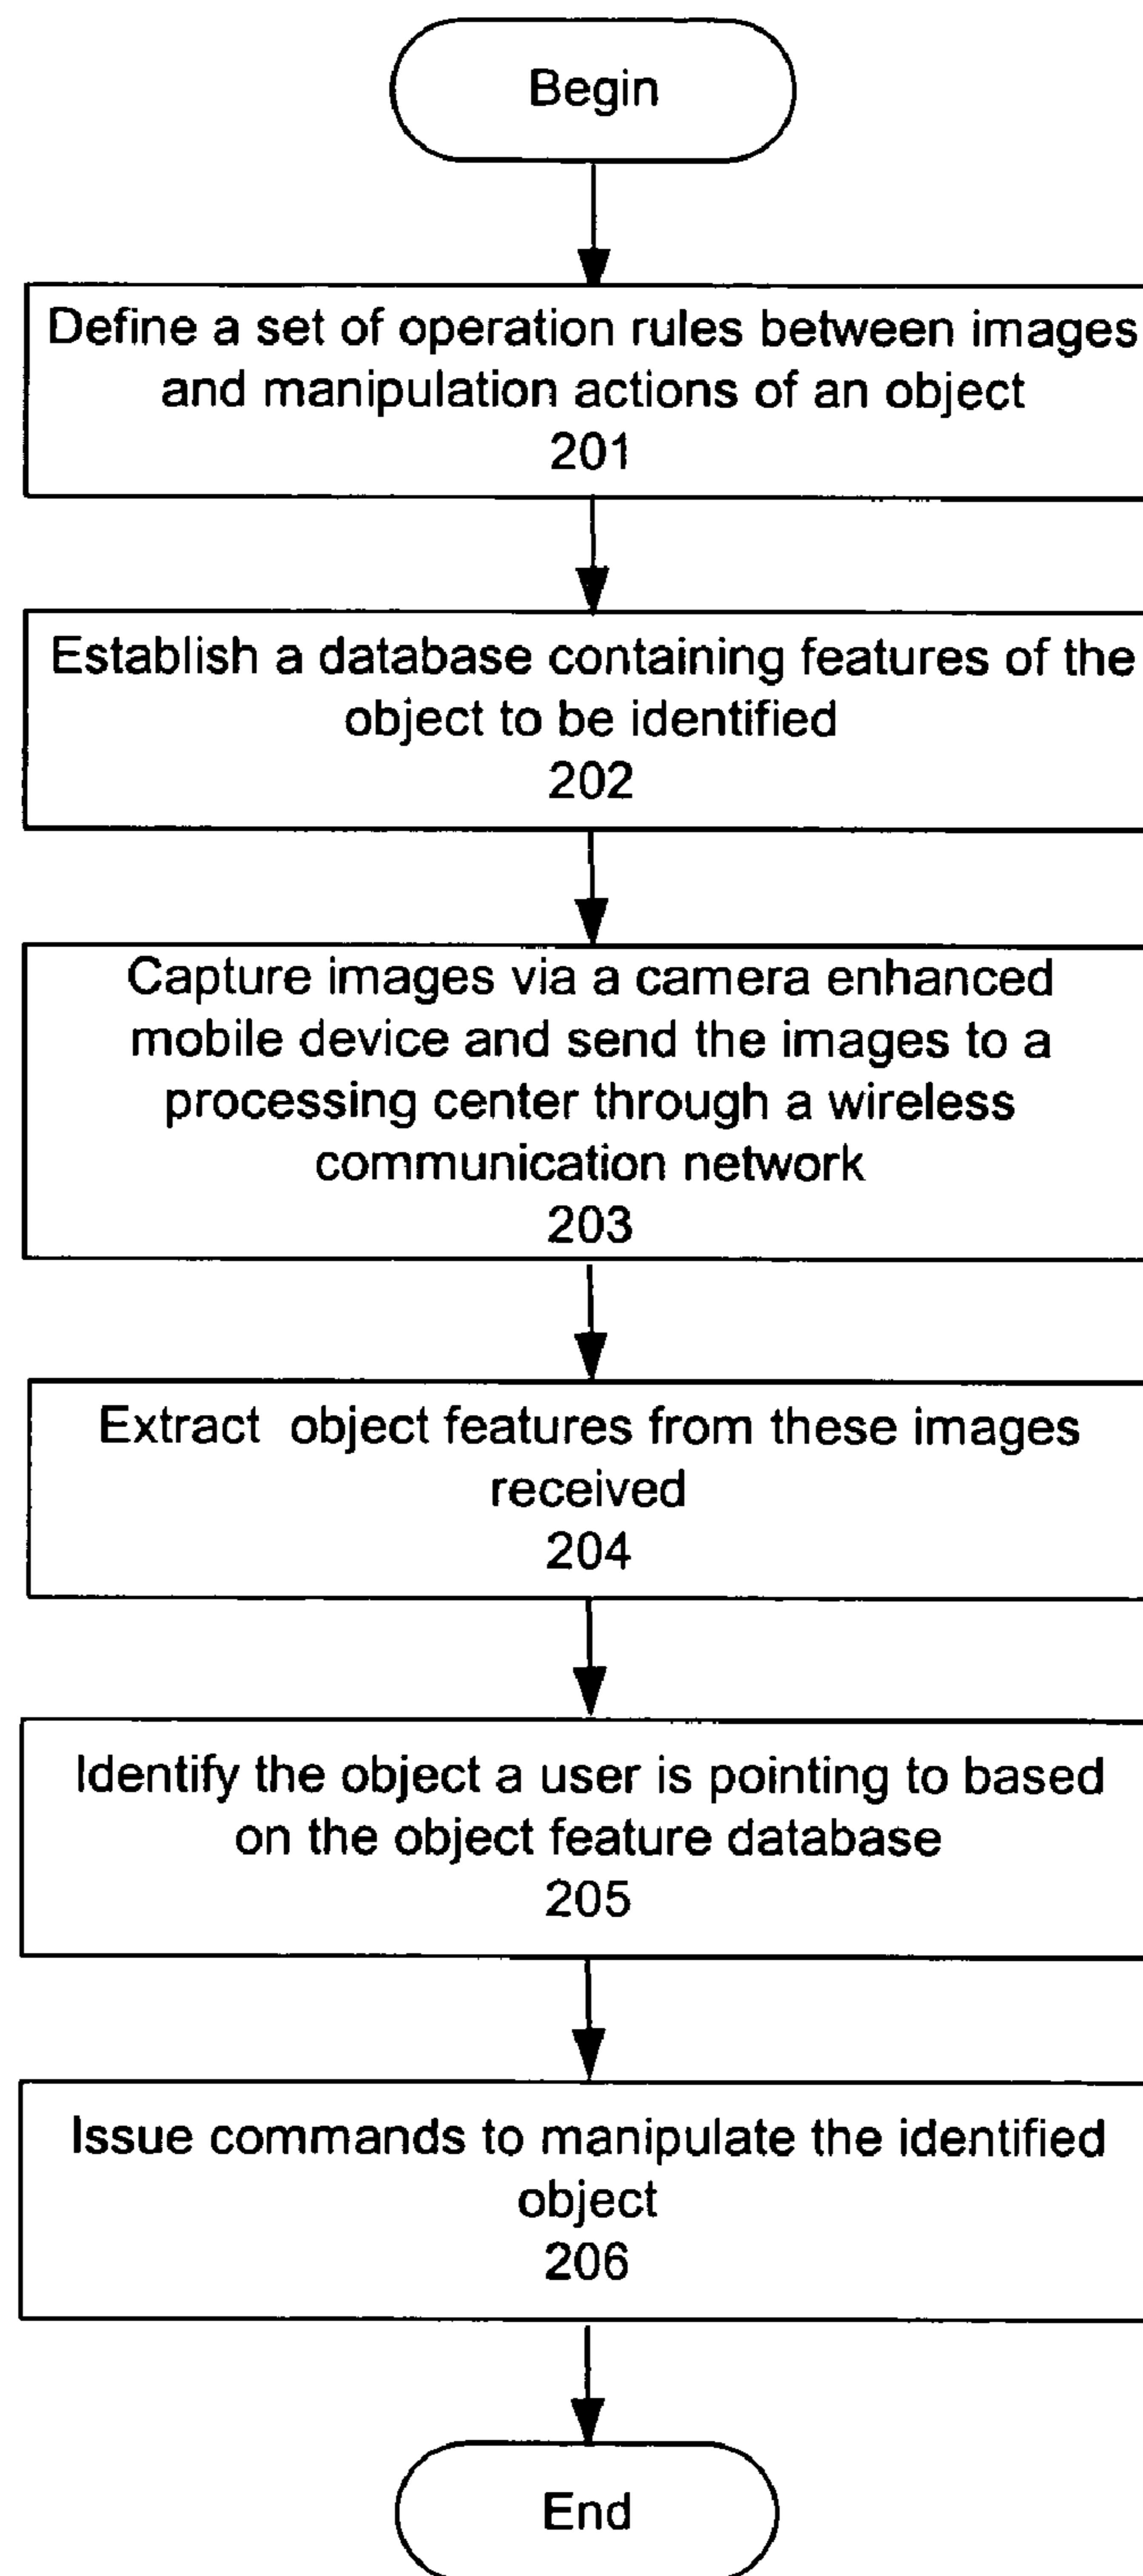 Begin
Define a set of operation rules between images
and manipulation actions of an object
201
Establish a database containing features of the
object to be identified
202
Capture images via a camera enhanced
mobile device and send the images to a
processing center through a wireless
communication network
203
Extract object features from these images
received
204
Identify the object a user is pointing to based
on the object feature database
205
Issue commands to manipulate the identified
object
206
End